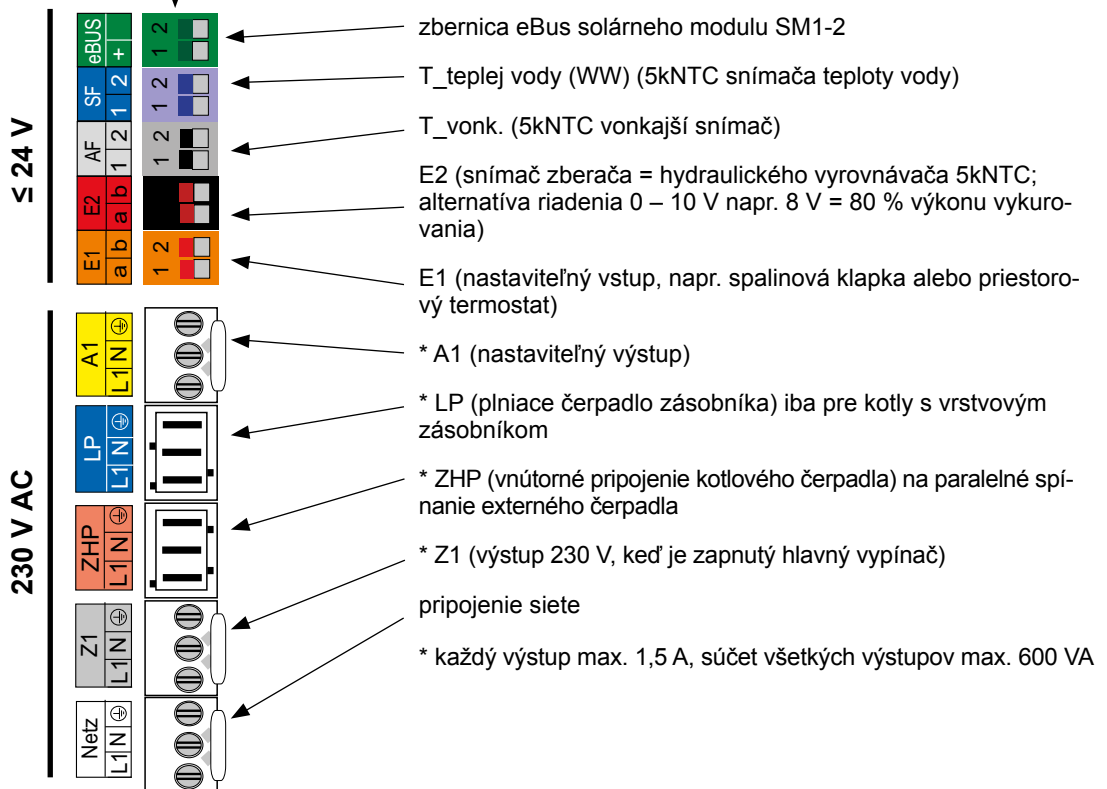 ≤ 24 V
eBUS +
1 2
zbernica eBus solárneho modulu SM1-2
SF 1 2
1 2
T_teplej vody (WW) (5kNTC snímača teploty vody)
AF 1 2
1 2
T_vonk. (5kNTC vonkajší snímač)
E2 a b
E2 (snímač zberača = hydraulického vyrovnávača 5kNTC;
alternatíva riadenia 0 – 10 V napr. 8 V = 80 % výkonu vykuro-
vania)
E1 a b
1 2
E1 (nastaviteľný vstup, napr. spalinová klapka alebo priestoro-
vý termostat)
230 V AC
A1
L1 N
* A1 (nastaviteľný výstup)
LP
L1 N
* LP (plniace čerpadlo zásobníka) iba pre kotly s vrstvovým
zásobníkom
ZHP
L1 N
* ZHP (vnútorné pripojenie kotlového čerpadla) na paralelné spí-
nanie externého čerpadla
Z1
L1 N
* Z1 (výstup 230 V, keď je zapnutý hlavný vypínač)
Netz
L1 N
pripojenie siete
* každý výstup max. 1,5 A, súčet všetkých výstupov max. 600 VA